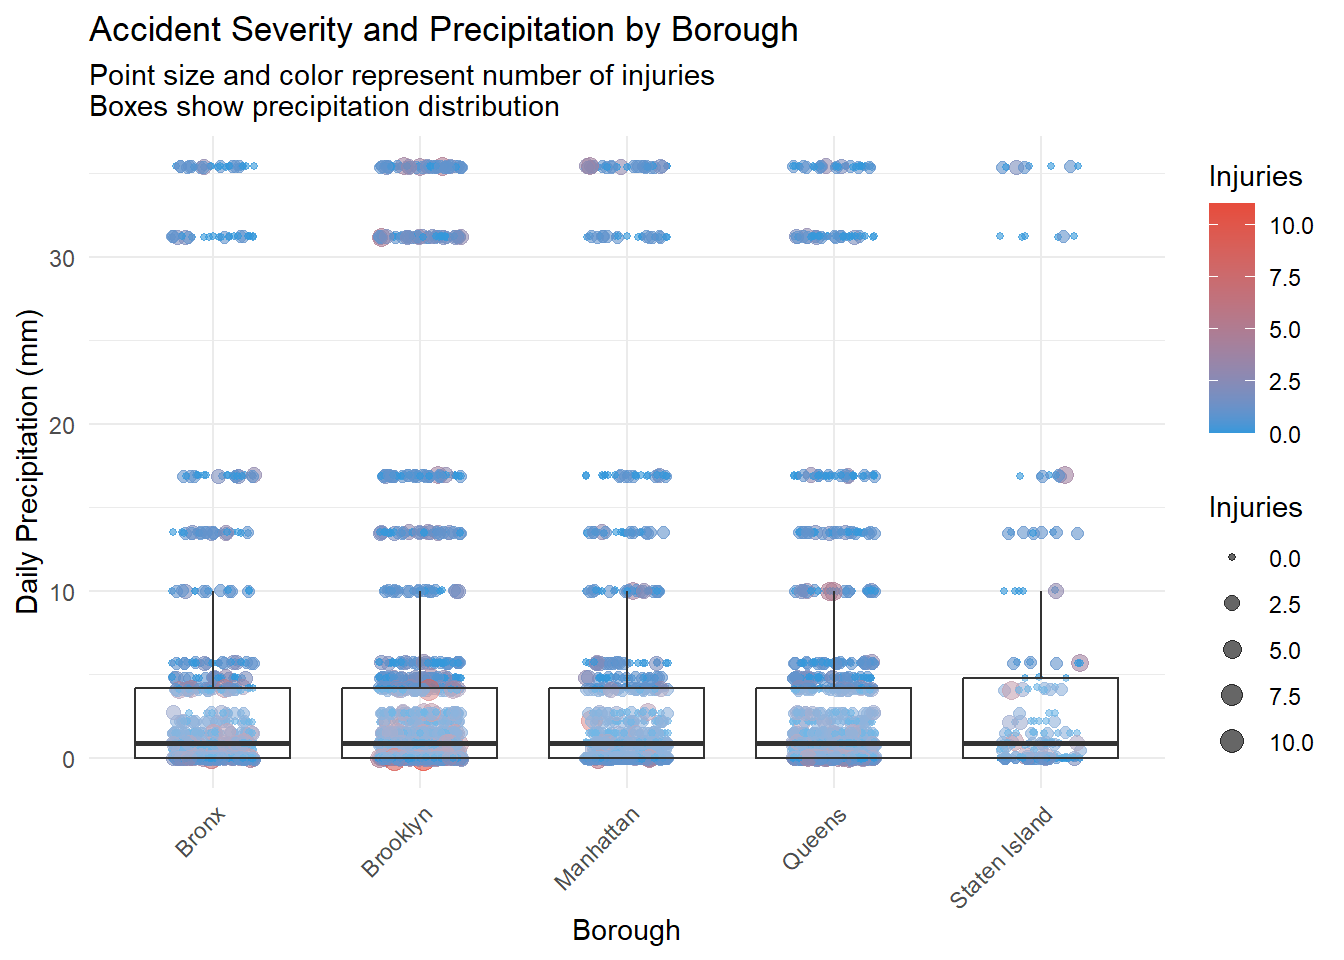 Accident Severity and Precipitation by Borough
Point size and color represent number of injuries
Boxes show precipitation distribution
Daily Precipitation (mm)
30
20
10
0
Bronx
Brooklyn
Manhattan
Queens
Staten Island
Borough
Injuries
10.0
7.5
5.0
2.5
0.0
Injuries
0.0
2.5
5.0
7.5
10.0